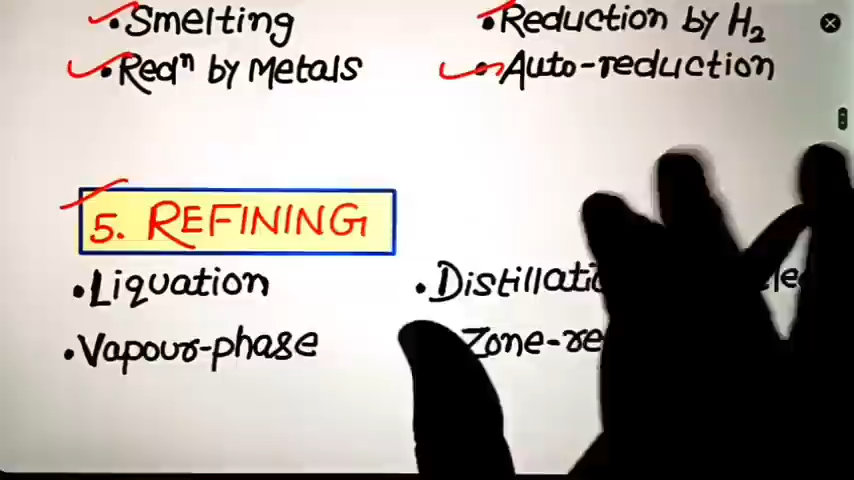 • Smelting • Reduction by H₂
• Redⁿ by Metals • Auto-reduction
5. REFINING
• Liquation
• Vapour-phase